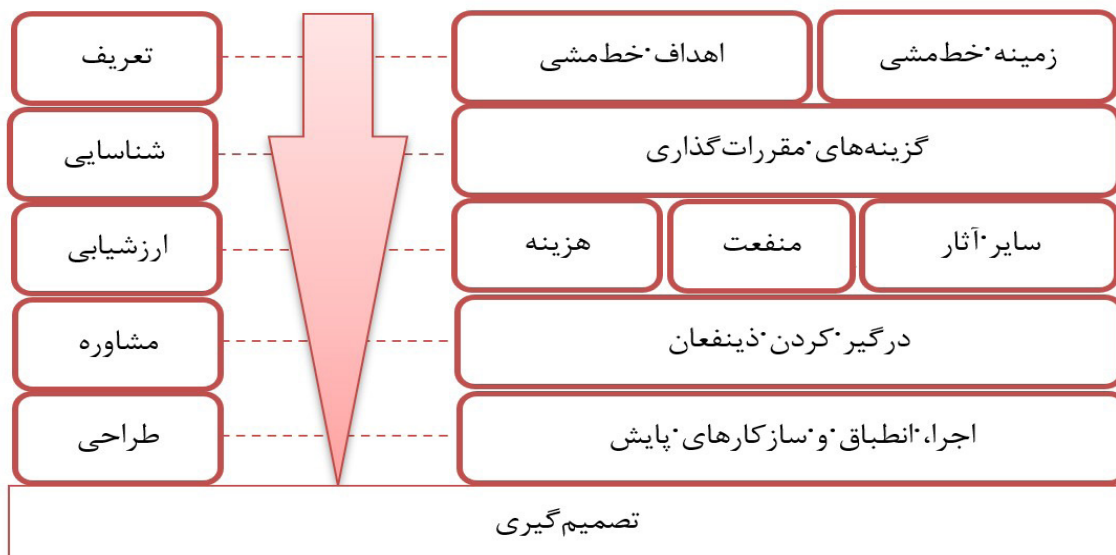 زمینه خط‌مشی
اهداف خط‌مشی
تعریف
گزینه‌های مقررات‌گذاری
شناسایی
سایر آثار
منفعت
هزینه
ارزشیابی
درگیر کردن ذینفعان
مشاوره
اجرا، انطباق و سازکارهای پایش
طراحی
تصمیم‌گیری